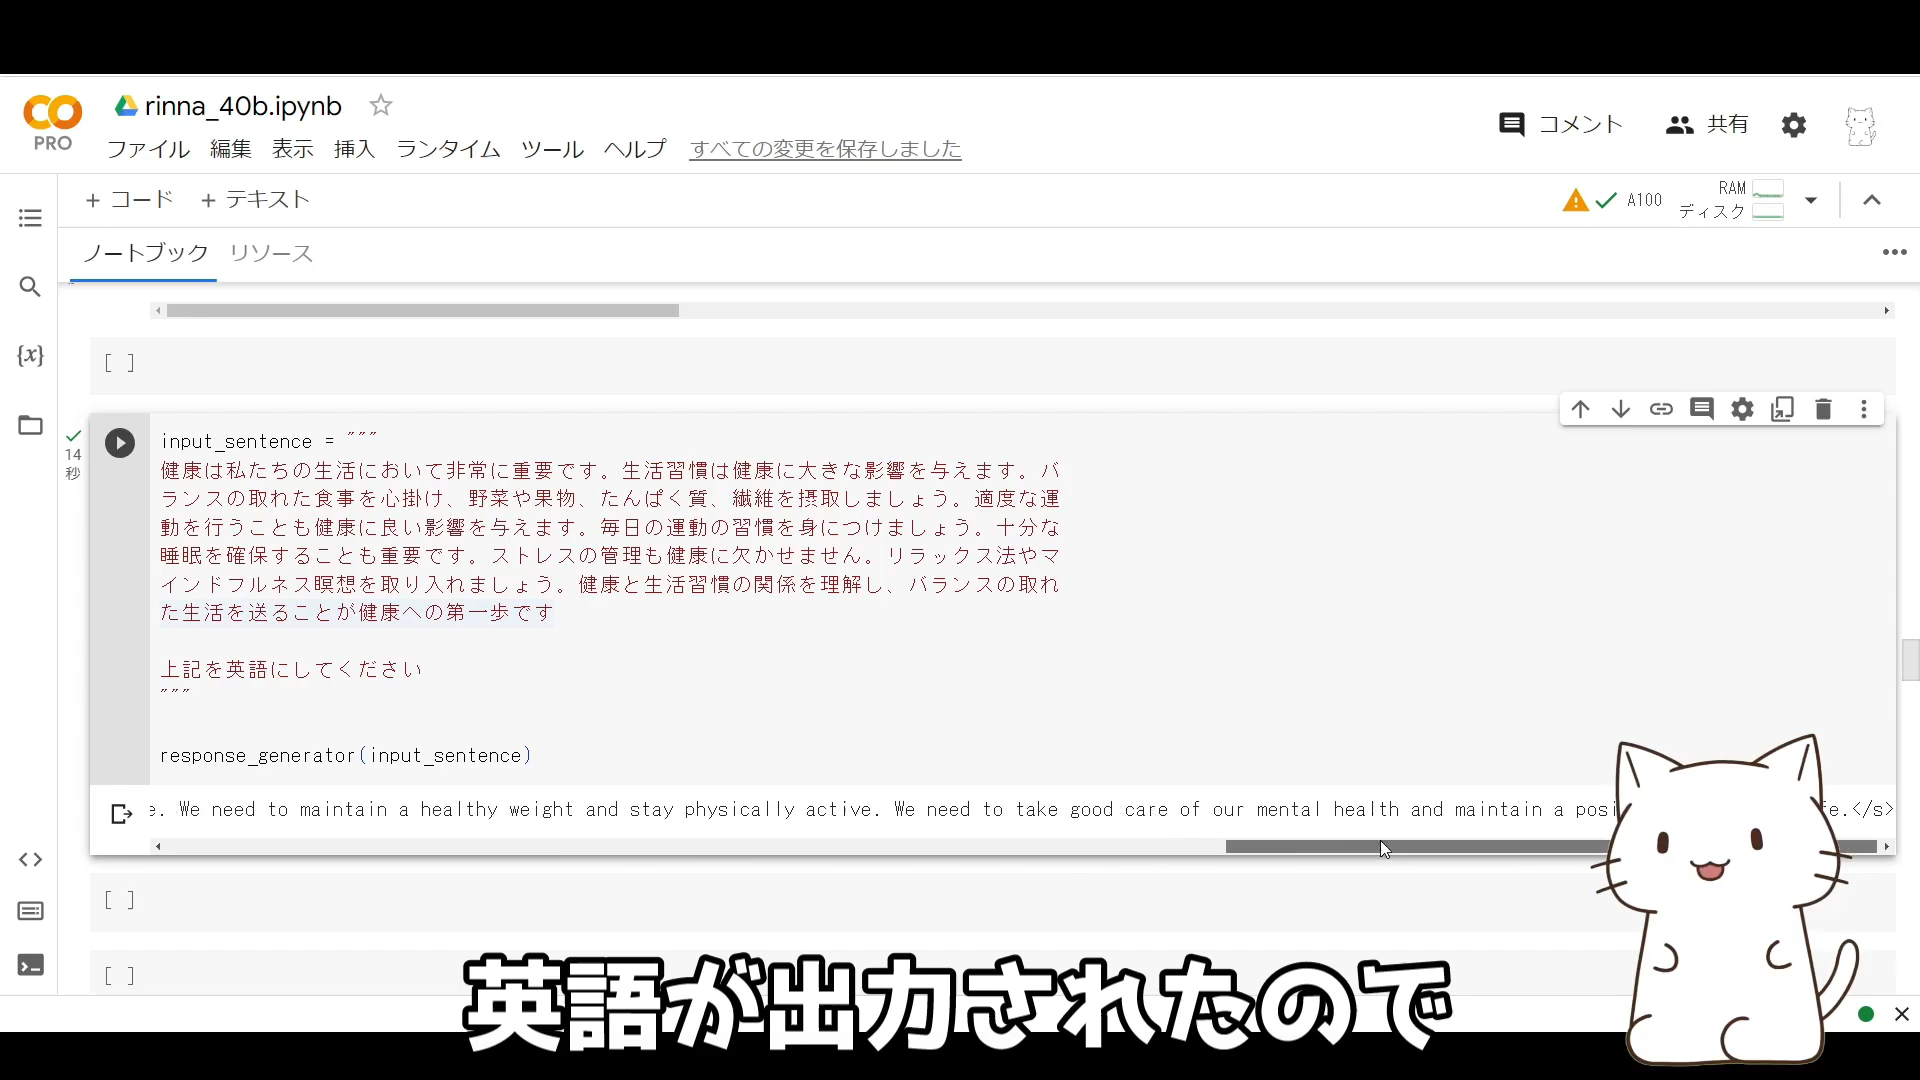 rinna_40b.ipynb
PRO
ファイル 編集 表示 挿入 ランタイム ツール ヘルプ すべての変更を保存しました
コメント 共有
+ コード + テキスト
A100
RAM
ディスク
ノートブック リソース
[ ]
14
秒
input_sentence = """
健康は私たちの生活において非常に重要です。生活習慣は健康に大きな影響を与えます。バ
ランスの取れた食事を心掛け、野菜や果物、たんぱく質、繊維を摂取しましょう。適度な運
動を行うことも健康に良い影響を与えます。毎日の運動の習慣を身につけましょう。十分な
睡眠を確保することも重要です。ストレスの管理も健康に欠かせません。リラックス法やマ
インドフルネス瞑想を取り入れましょう。健康と生活習慣の関係を理解し、バランスの取れ
た生活を送ることが健康への第一歩です
上記を英語にしてください
"""
response_generator(input_sentence)
e. We need to maintain a healthy weight and stay physically active. We need to take good care of our mental health and maintain a posi fe.</s>
[ ]
[ ]
英語が出力されたので